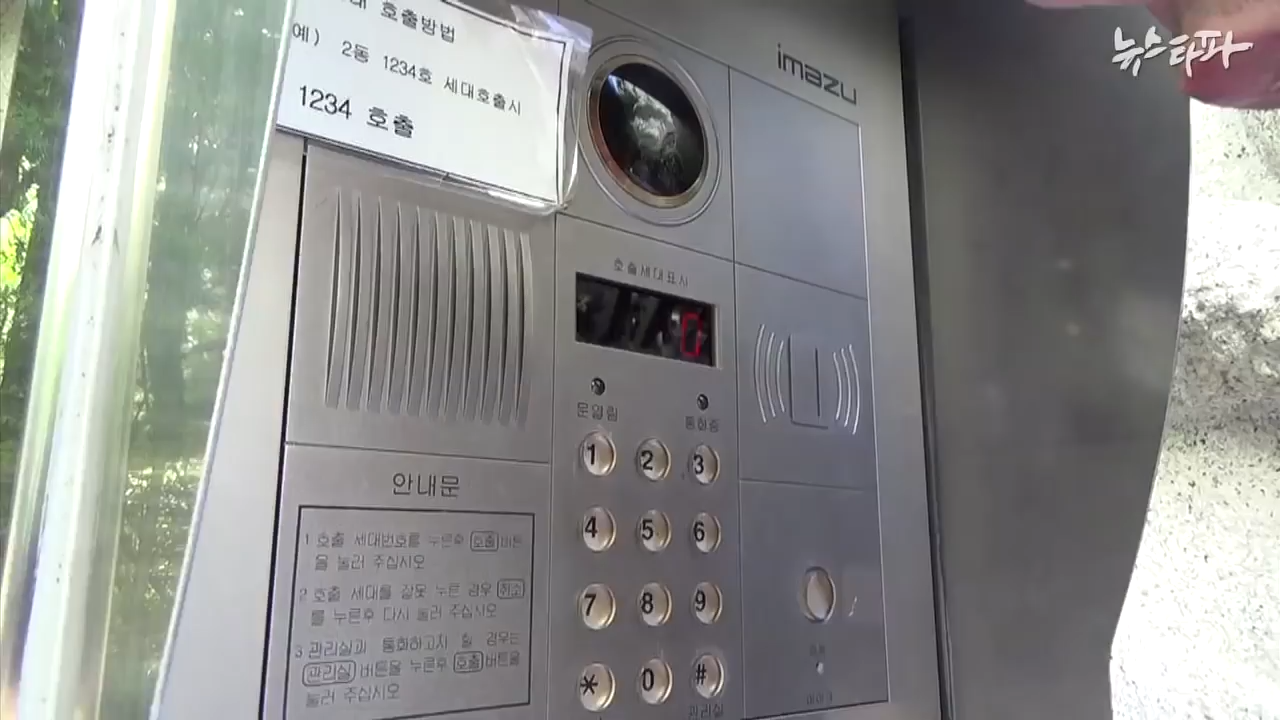 호출방법
예) 2동 1234호 세대호출시
1234 호출
imazu
뉴스타파
호출세대표시
0
문열림
통화중
1 2 3
4 5 6
7 8 9
* 0 #
관리실
안내문
1 호출 세대번호를 누른후 호출버튼
을 눌러 주십시오
2 호출 세대를 잘못 누른 경우 취소
를 누른후 다시 눌러 주십시오
3 관리실과 통화하고자 할 경우는
관리실 버튼을 누른후 호출버튼을
눌러 주십시오